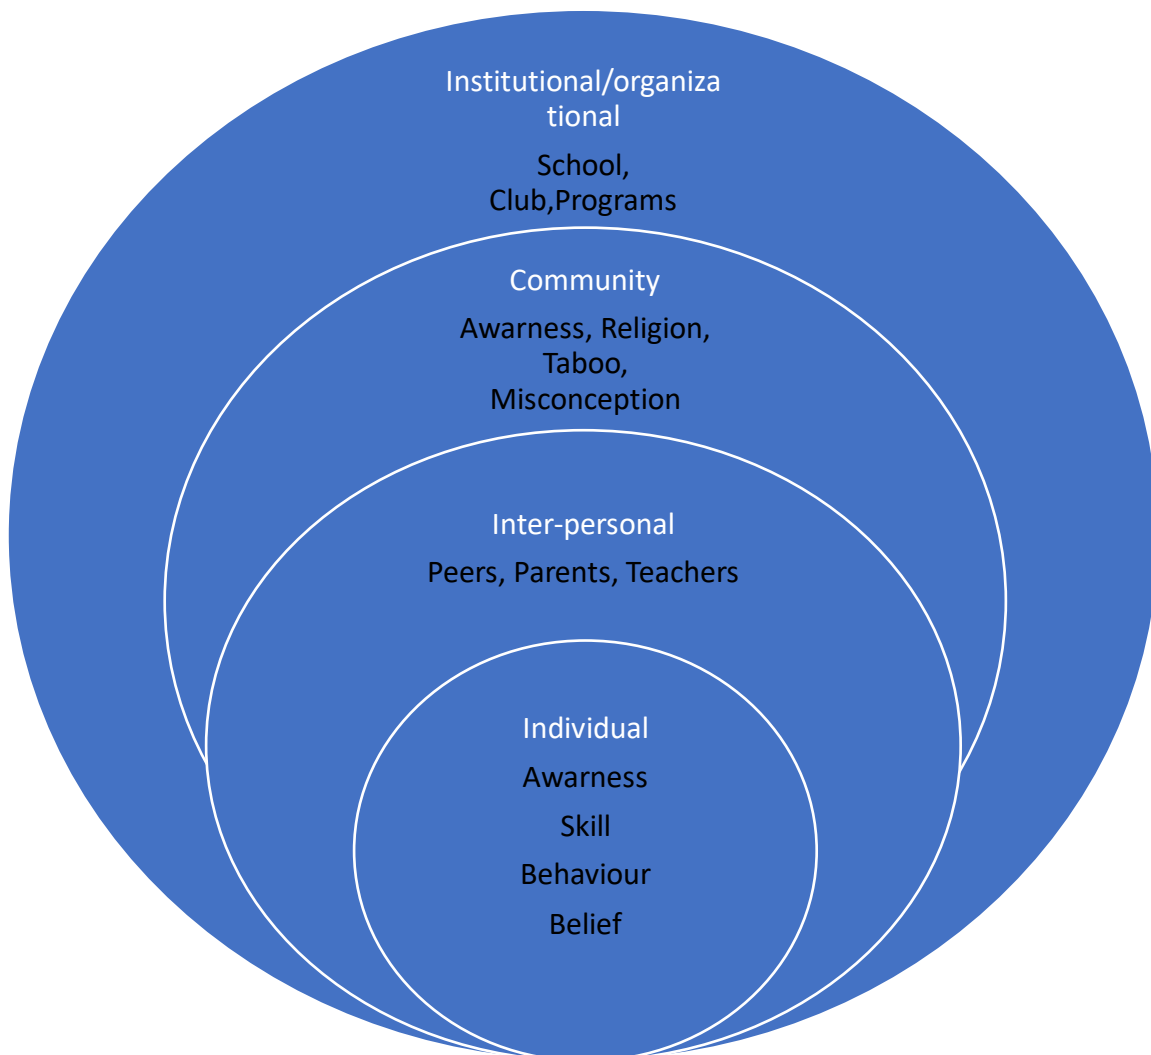 Institutional/organiza
tional
School,
Club,Programs
Community
Awarness, Religion,
Taboo,
Misconception
Inter-personal
Peers, Parents, Teachers
Individual
Awarness
Skill
Behaviour
Belief